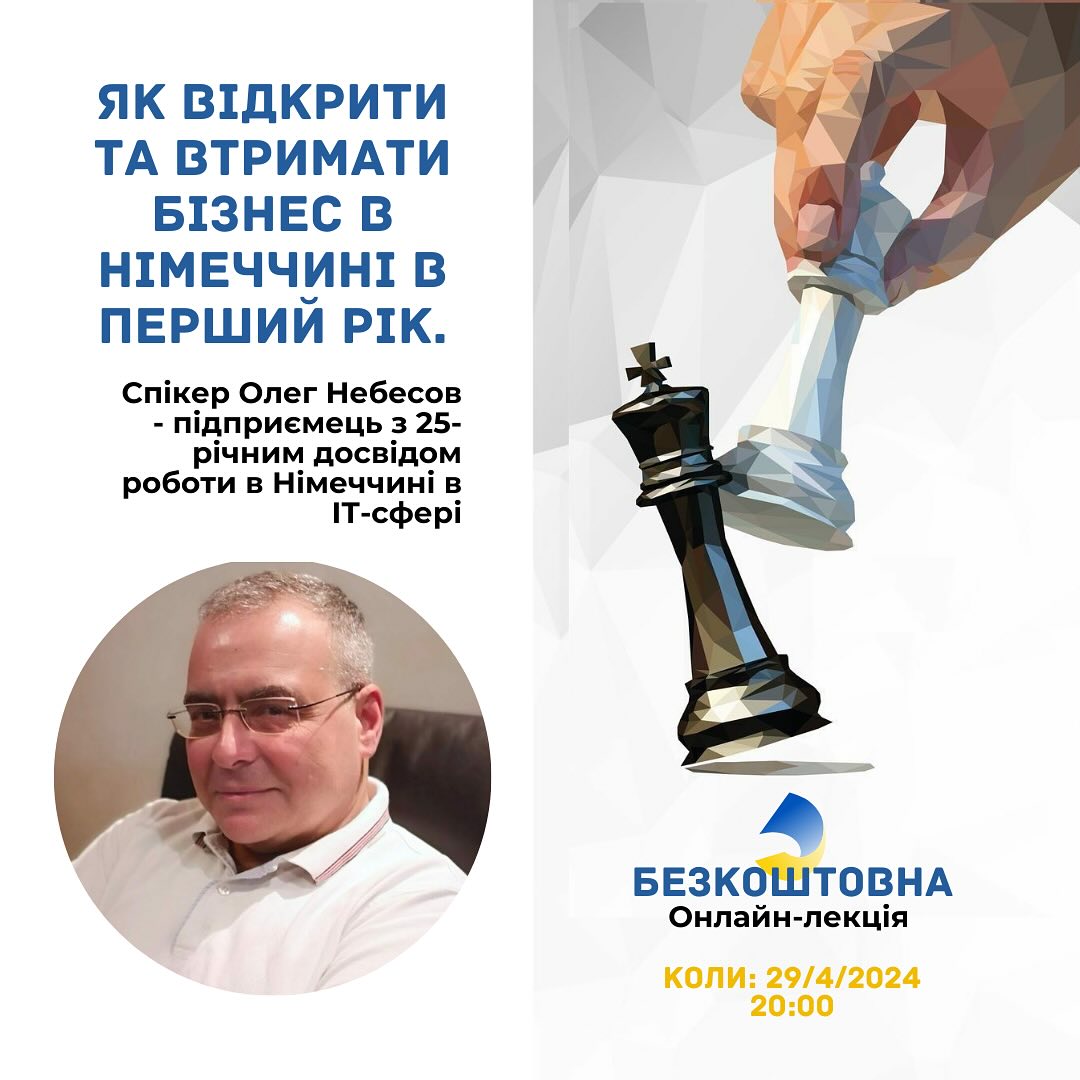 ЯК ВІДКРИТИ
ТА ВТРИМАТИ
БІЗНЕС В
НІМЕЧЧИНІ В
ПЕРШИЙ РІК.
Спікер Олег Небесов
- підприємець з 25-
річним досвідом
роботи в Німеччині в
ІТ-сфері
БЕЗКОШТОВНА
Онлайн-лекція
КОЛИ: 29/4/2024
20:00